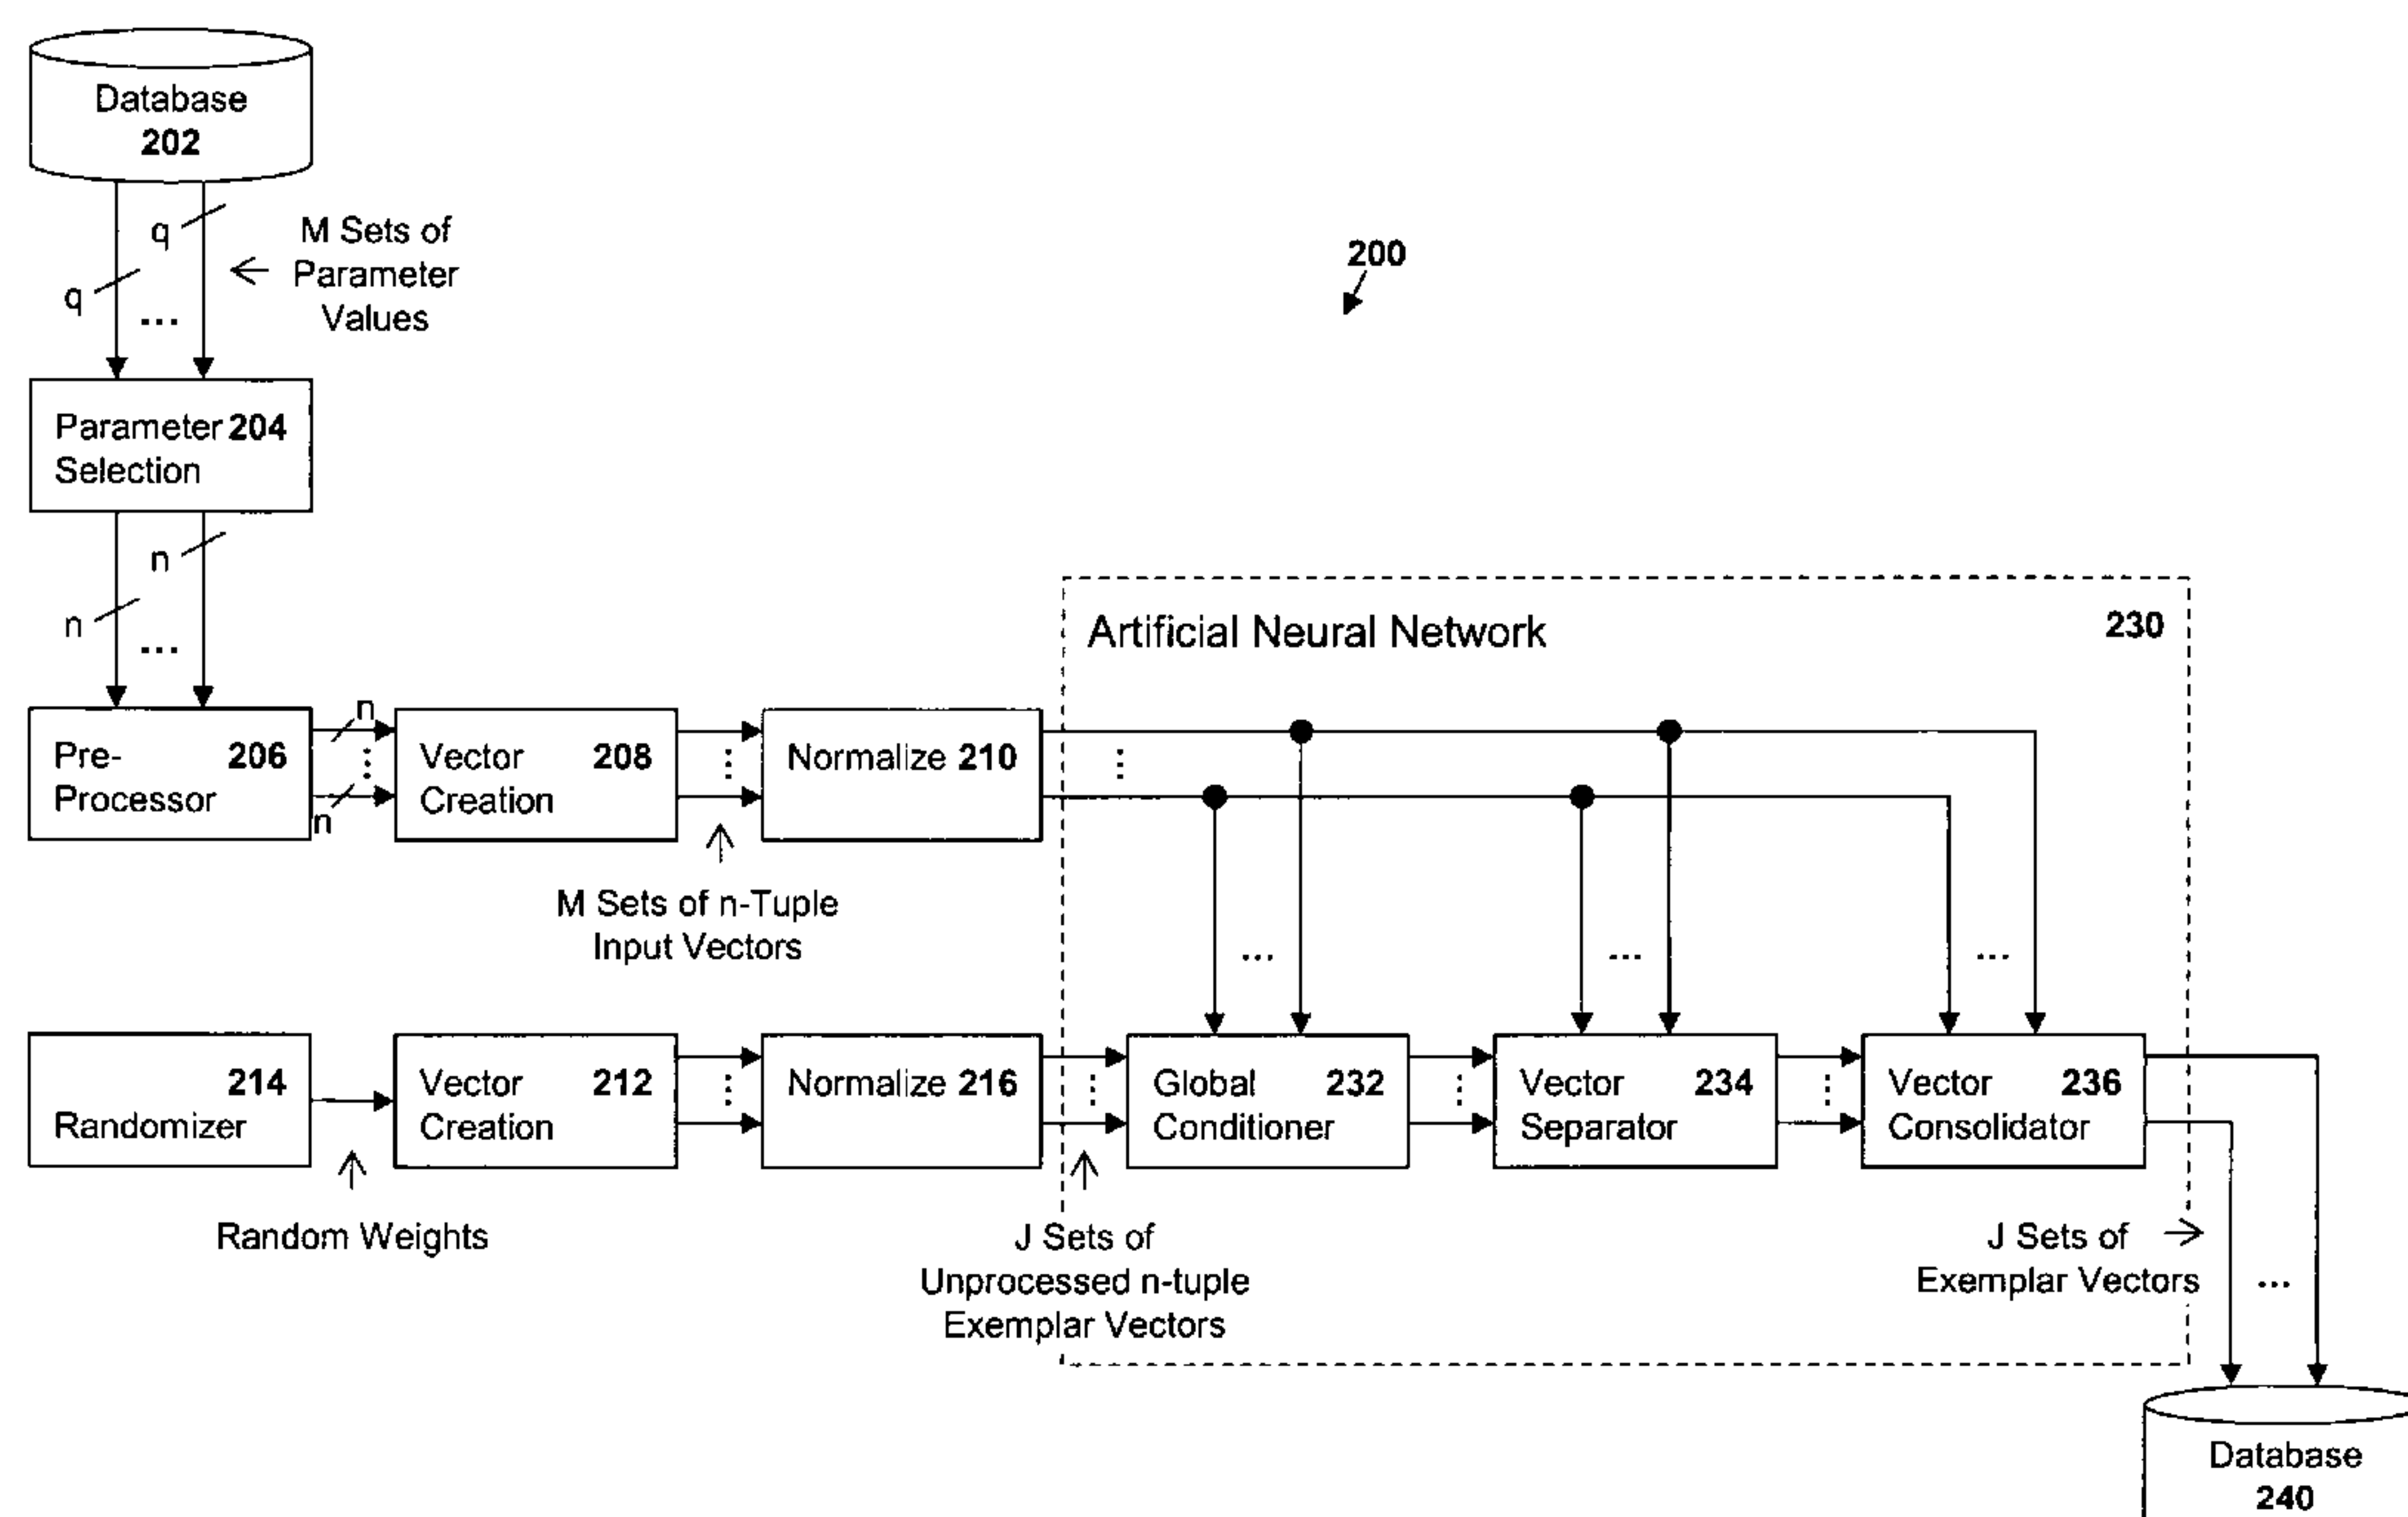 Database
202
q
q
...
M Sets of
Parameter
Values
200
Parameter 204
Selection
n
n
...
Artificial Neural Network 230
Pre- 206
Processor
n
n
Vector 208
Creation
Normalize 210
M Sets of n-Tuple
Input Vectors
... ... ...
214
Randomizer
Vector 212
Creation
Normalize 216
Global 232
Conditioner
Vector 234
Separator
Vector 236
Consolidator
Random Weights
J Sets of
Unprocessed n-tuple
Exemplar Vectors
J Sets of
Exemplar Vectors
...
Database
240